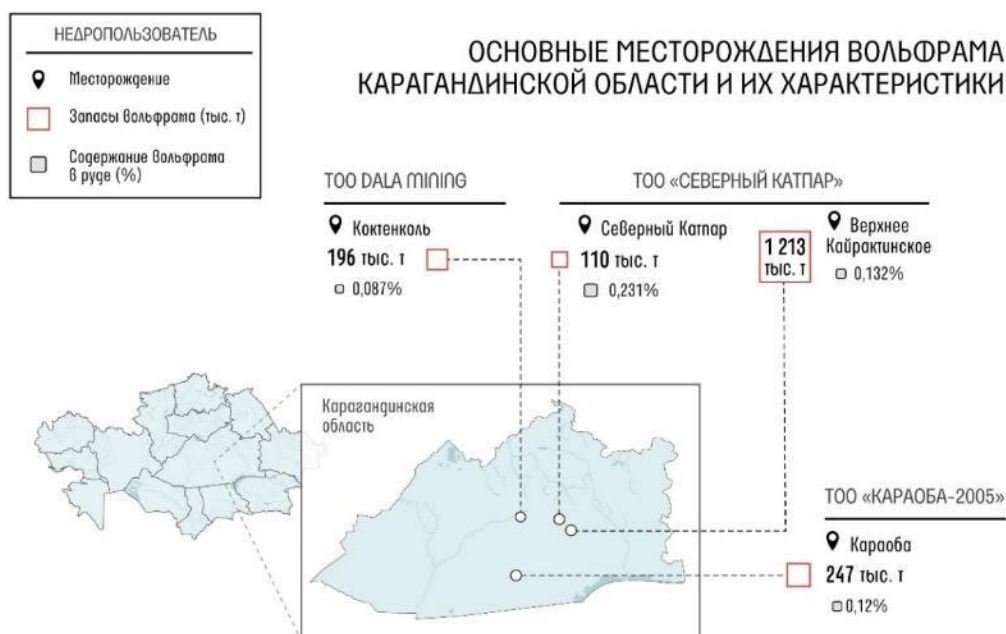 НЕДРОПОЛЬЗОВАТЕЛЬ
Месторождение
Запасы вольфрама (тыс. т)
Содержание вольфрама
в руде (%)
ОСНОВНЫЕ МЕСТОРОЖДЕНИЯ ВОЛЬФРАМА
КАРАГАНДИНСКОЙ ОБЛАСТИ И ИХ ХАРАКТЕРИСТИКИ
ТОО DALA MINING
Коктенколь
196 тыс. т
0,087%
ТОО «СЕВЕРНЫЙ КАТПАР»
Северный Катпар
110 тыс. т
0,231%
1 213
тыс. т
Верхнее
Кайрактинское
0,132%
Карагандинская
область
ТОО «КАРАОБА-2005»
Караоба
247 тыс. т
0,12%